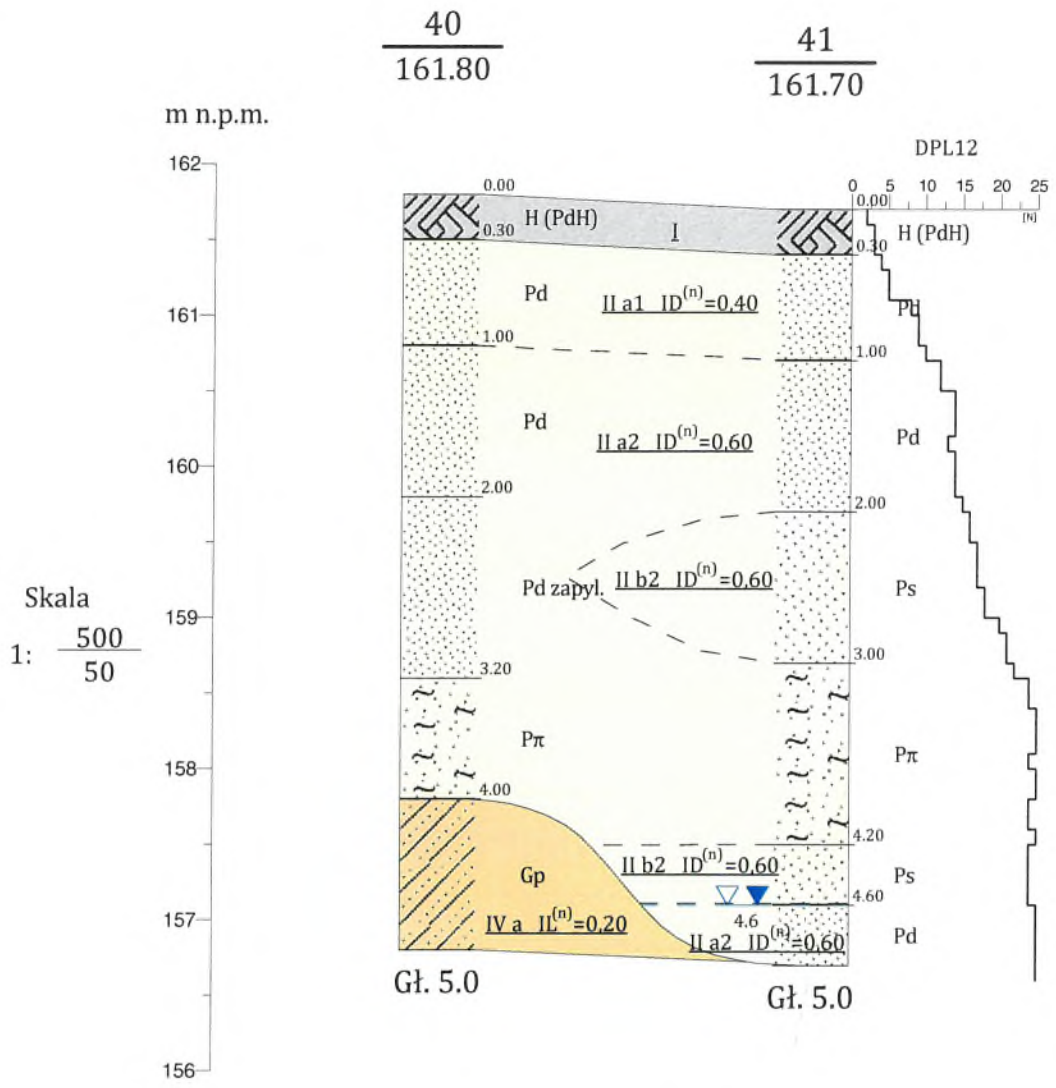 40
161.80
41
161.70
m n.p.m.
DPL12
162
161
160
159
158
157
156
0 5 10 15 20 25
[N]
0.00
0.00
H (PdH)
I
H (PdH)
0.30
0.30
Pd
II a1 ID(n)=0,40
1.00
1.00
Pd
II a2 ID(n)=0,60
Pd
2.00
2.00
Pd zapyl.
II b2 ID(n)=0,60
Ps
Skala
1: 500
50
3.00
3.20
Pπ
Pπ
4.00
4.20
II b2 ID(n)=0,60
Ps
Gp
4.60
4.6
IV a IL(n)=0,20
II a2 ID(n)=0,60
Pd
Gł. 5.0
Gł. 5.0